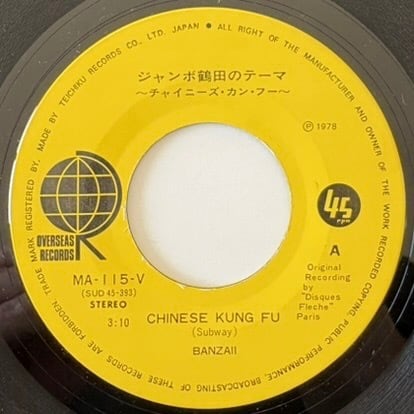 TRADE MARK REGISTERED. BY MADE BY TEICHIKU RECORDS CO., LTD. JAPAN ● ALL RIGHT OF THE MANUFACTURER AND OWNER OF THE WORK RECORDED. COPYING, PUBLIC PERFORMANCE, BROADCASTING OF THESE RECORDS ARE FORBIDDEN
ジャンボ鶴田のテーマ
〜チャイニーズ・カン・フー〜
Ⓟ1978
OVERSEAS
RECORDS
45
rpm
MA-115-V
(SUD 45-393)
STEREO
3:10
A
Original
Recording
by
"Disques
Fleche"
Paris
CHINESE KUNG FU
(Subway)
BANZAII